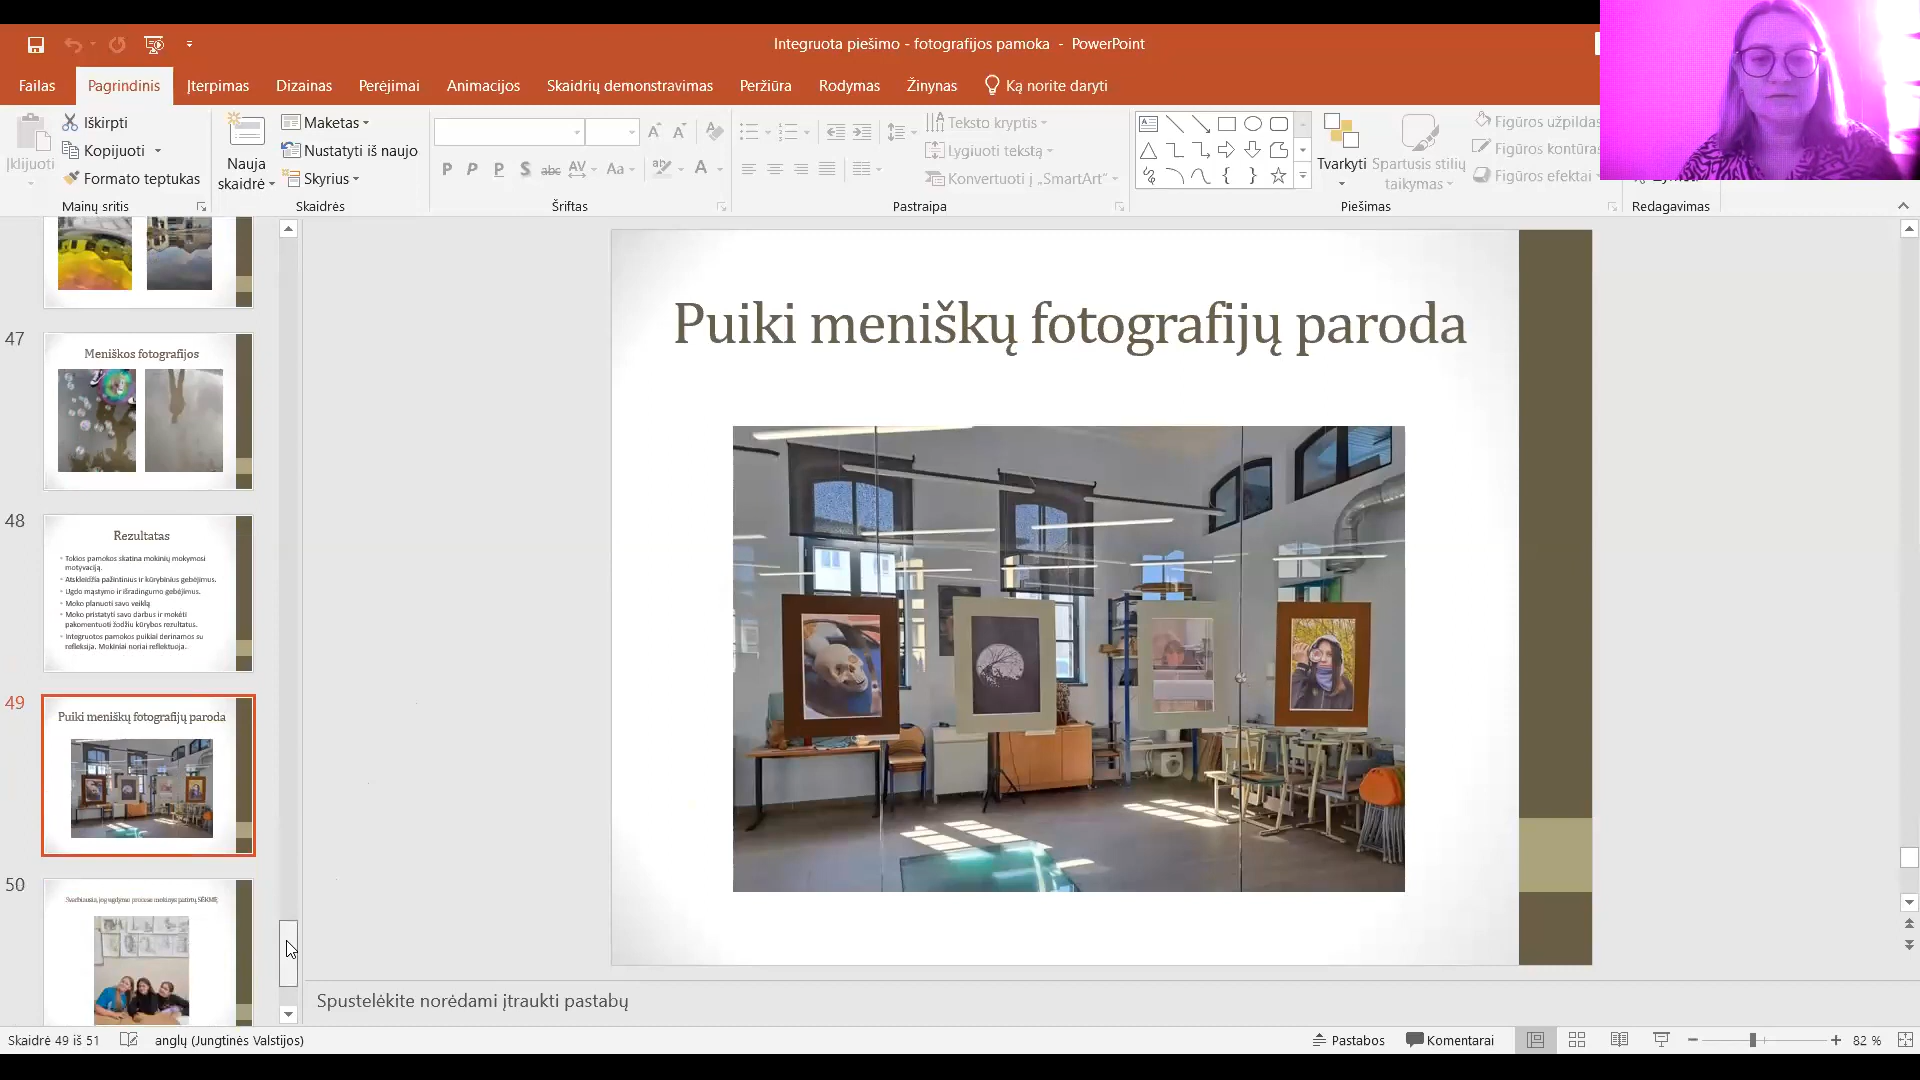 Integruota piešimo - fotografijos pamoka - PowerPoint
Failas Pagrindinis Įterpimas Dizainas Perėjimai Animacijos Skaidrių demonstravimas Peržiūra Rodymas Žinynas Ką norite daryti
Įklijuoti
Iškirpti
Kopijuoti
Formato teptukas
Mainų sritis
Nauja
skaidrė
Maketas
Nustatyti iš naujo
Skyrius
Skaidrės
P P P S abc AV Aa A
Šriftas
Teksto kryptis
Lygiuoti tekstą
Konvertuoti į „SmartArt“
Pastraipa
Tvarkyti
Spartusis stilių
taikymas
Figūros užpildas
Figūros kontūras
Figūros efektai
Piešimas
Redagavimas
47
Meniškos fotografijos
48
Rezultatas
Tokios pamokos skatina mokinių mokymosi
motyvaciją.
Atskleidžia pažintinius ir kūrybinius gebėjimus.
Ugdo mąstymo ir išradingumo gebėjimus.
Moko planuoti savo veiklą
Moko pristatyti savo darbus ir mokėti
pakomentuoti žodžiu kūrybos rezultatus.
Integruotos pamokos puikiai derinamos su
refleksija. Mokiniai noriai reflektuoja.
49
Puiki meniškų fotografijų paroda
50
Svarbiausia, jog ugdymo procese mokinys patirtų SĖKMĘ
Puiki meniškų fotografijų paroda
Spustelėkite norėdami įtraukti pastabų
Skaidrė 49 iš 51 anglų (Jungtinės Valstijos) Pastabos Komentarai 82 %